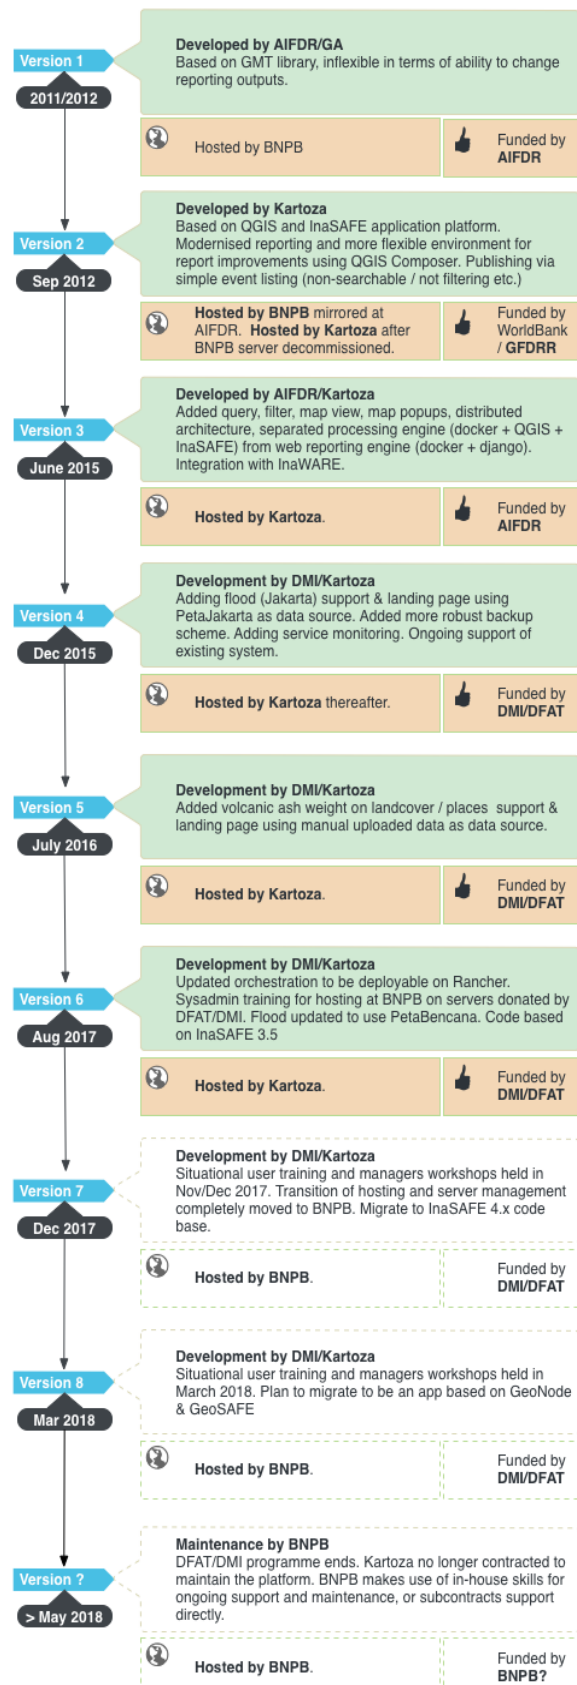 Developed by AIFDR/GA
Version 1
Based on GMT library, inflexible in terms of ability to change
reporting outputs.
2011/2012
Hosted by BNPB
Funded by
AIFDR
Developed by Kartoza
Based on QGIS and InaSAFE application platform.
Version 2
Modernised reporting and more flexible environment for
report improvements using QGIS Composer. Publishing via
Sep 2012
simple event listing (non-searchable / not filtering etc.)
Hosted by BNPB mirrored at
AIFDR. Hosted by Kartoza after
BNPB server decommissioned.
Funded by
WorldBank
/ GFDRR
Developed by AIFDR/Kartoza
Added query, filter, map view, map popups, distributed
Version 3
architecture, separated processing engine (docker + QGIS +
InaSAFE) from web reporting engine (docker + django).
June 2015
Integration with InaWARE.
Hosted by Kartoza.
Funded by
AIFDR
Development by DMI/Kartoza
Adding flood (Jakarta) support & landing page using
Version 4
PetaJakarta as data source. Added more robust backup
scheme. Adding service monitoring. Ongoing support of
Dec 2015
existing system.
Hosted by Kartoza thereafter.
Funded by
DMI/DFAT
Development by DMI/Kartoza
Version 5
Added volcanic ash weight on landcover / places support &
landing page using manual uploaded data as data source.
July 2016
Hosted by Kartoza.
Funded by
DMI/DFAT
Development by DMI/Kartoza
Updated orchestration to be deployable on Rancher.
Version 6
Sysadmin training for hosting at BNPB on servers donated by
DFAT/DMI. Flood updated to use PetaBencana. Code based
Aug 2017
on InaSAFE 3.5
Hosted by Kartoza.
Funded by
DMI/DFAT
Development by DMI/Kartoza
Situational user training and managers workshops held in
Version 7
Nov/Dec 2017. Transition of hosting and server management
completely moved to BNPB. Migrate to InaSAFE 4.x code
Dec 2017
base.
Hosted by BNPB.
Funded by
DMI/DFAT
Development by DMI/Kartoza
Situational user training and managers workshops held in
Version 8
March 2018. Plan to migrate to be an app based on GeoNode
& GeoSAFE
Mar 2018
Hosted by BNPB.
Funded by
DMI/DFAT
Maintenance by BNPB
DFAT/DMI programme ends. Kartoza no longer contracted to
Version ?
maintain the platform. BNPB makes use of in-house skills for
ongoing support and maintenance, or subcontracts support
> May 2018
directly.
Hosted by BNPB.
Funded by
BNPB?